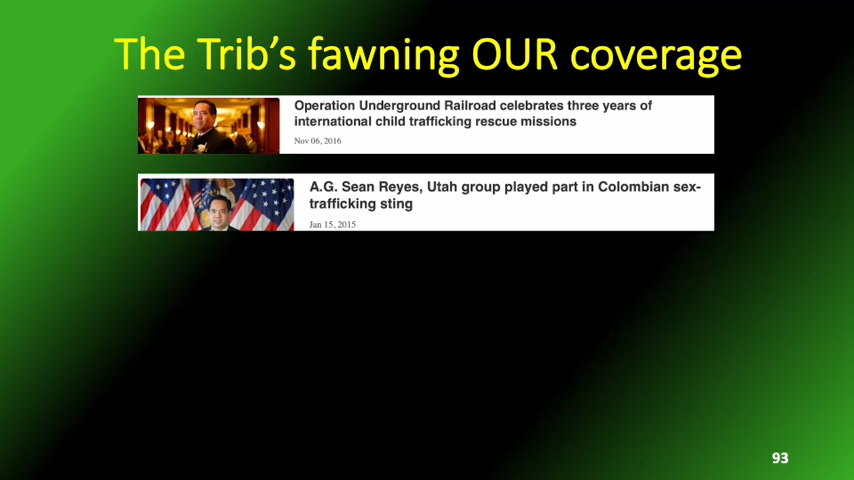 The Trib’s fawning OUR coverage
Operation Underground Railroad celebrates three years of
international child trafficking rescue missions
Nov 06, 2016
A.G. Sean Reyes, Utah group played part in Colombian sex-
trafficking sting
Jan 15, 2015
93